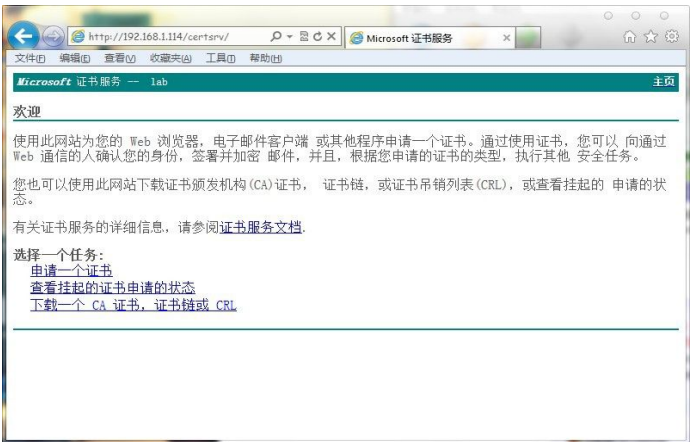 http://192.168.1.114/certsrv/
Microsoft 证书服务
文件(F) 编辑(E) 查看(V) 收藏夹(A) 工具(T) 帮助(H)
Microsoft 证书服务 -- lab 主页
欢迎
使用此网站为您的 Web 浏览器，电子邮件客户端 或其他程序申请一个证书。通过使用证书，您可以 向通过
Web 通信的人确认您的身份，签署并加密 邮件，并且，根据您申请的证书的类型，执行其他 安全任务。
您也可以使用此网站下载证书颁发机构(CA)证书， 证书链，或证书吊销列表(CRL)，或查看挂起的 申请的状
态。
有关证书服务的详细信息，请参阅证书服务文档.
选择一个任务:
申请一个证书
查看挂起的证书申请的状态
下载一个 CA 证书，证书链或 CRL